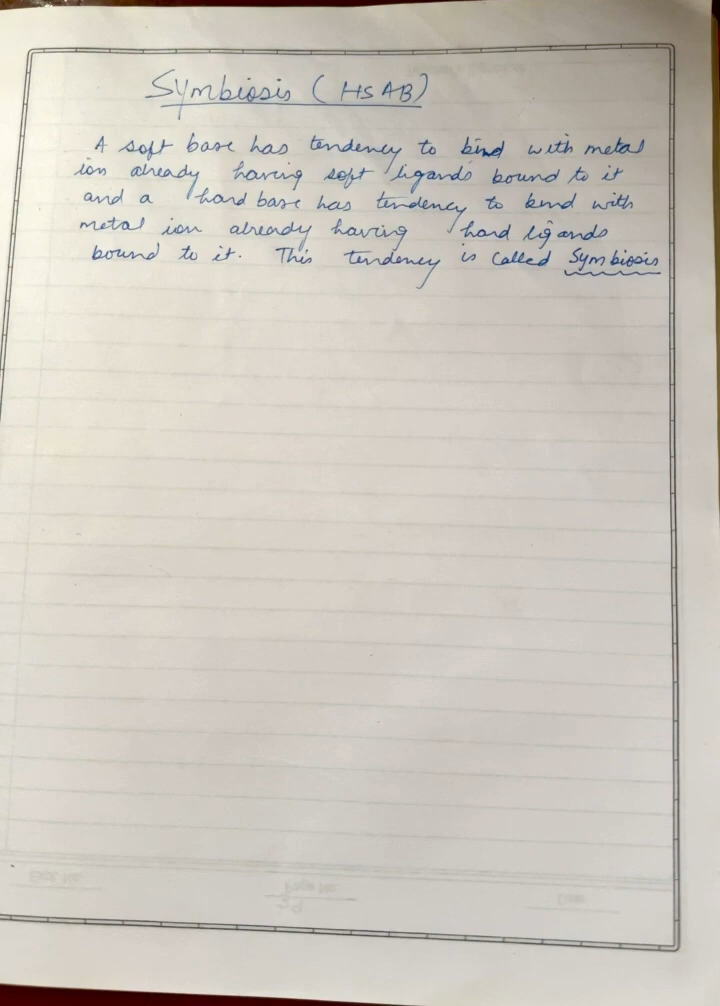 Symbiosis (HSAB)
A soft base has tendency to bind with metal
ion already having soft ligands bound to it
and a hard base has tendency to bind with
metal ion already having hard ligands
bound to it. This tendency is called Symbiosis